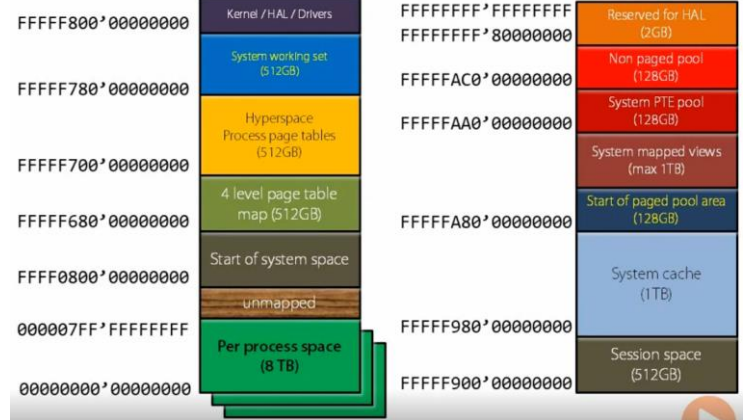 Kernel / HAL / Drivers
FFFFF800'00000000
System working set
(512GB)
FFFFF780'00000000
Hyperspace
Process page tables
(512GB)
FFFFF700'00000000
4 level page table
map (512GB)
FFFFF680'00000000
Start of system space
FFFF0800'00000000
unmapped
000007FF'FFFFFFFF
Per process space
(8 TB)
00000000'00000000
FFFFFFFF'FFFFFFFF
Reserved for HAL
(2GB)
FFFFFFFF'80000000
Non paged pool
(128GB)
FFFFFAC0'00000000
System PTE pool
(128GB)
FFFFFAA0'00000000
System mapped views
(max 1TB)
Start of paged pool area
(128GB)
FFFFFA80'00000000
System cache
(1TB)
FFFFF980'00000000
Session space
(512GB)
FFFFF900'00000000